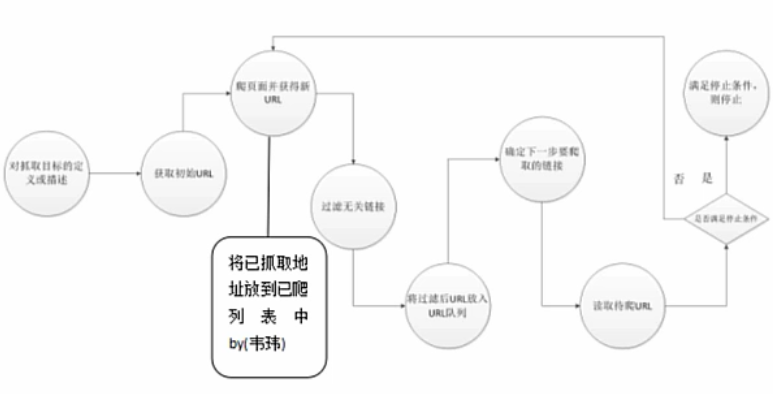 对抓取目标的定
义或描述
获取初始URL
爬页面并获得新
URL
将已抓取地
址放到已爬
列表中
by(韦玮)
过滤无关链接
将过滤后URL放入
URL队列
确定下一步要爬
取的链接
读取待爬URL
是否满足停止条件
否
是
满足停止条件，
则停止